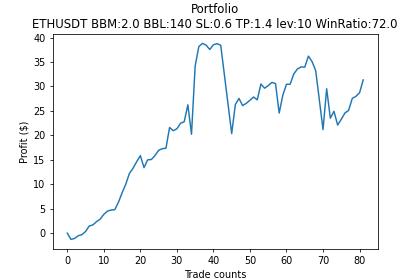 Portfolio
ETHUSDT BBM:2.0 BBL:140 SL:0.6 TP:1.4 lev:10 WinRatio:72.0
40
35
30
25
20
15
10
5
0
Profit ($)
0 10 20 30 40 50 60 70 80
Trade counts